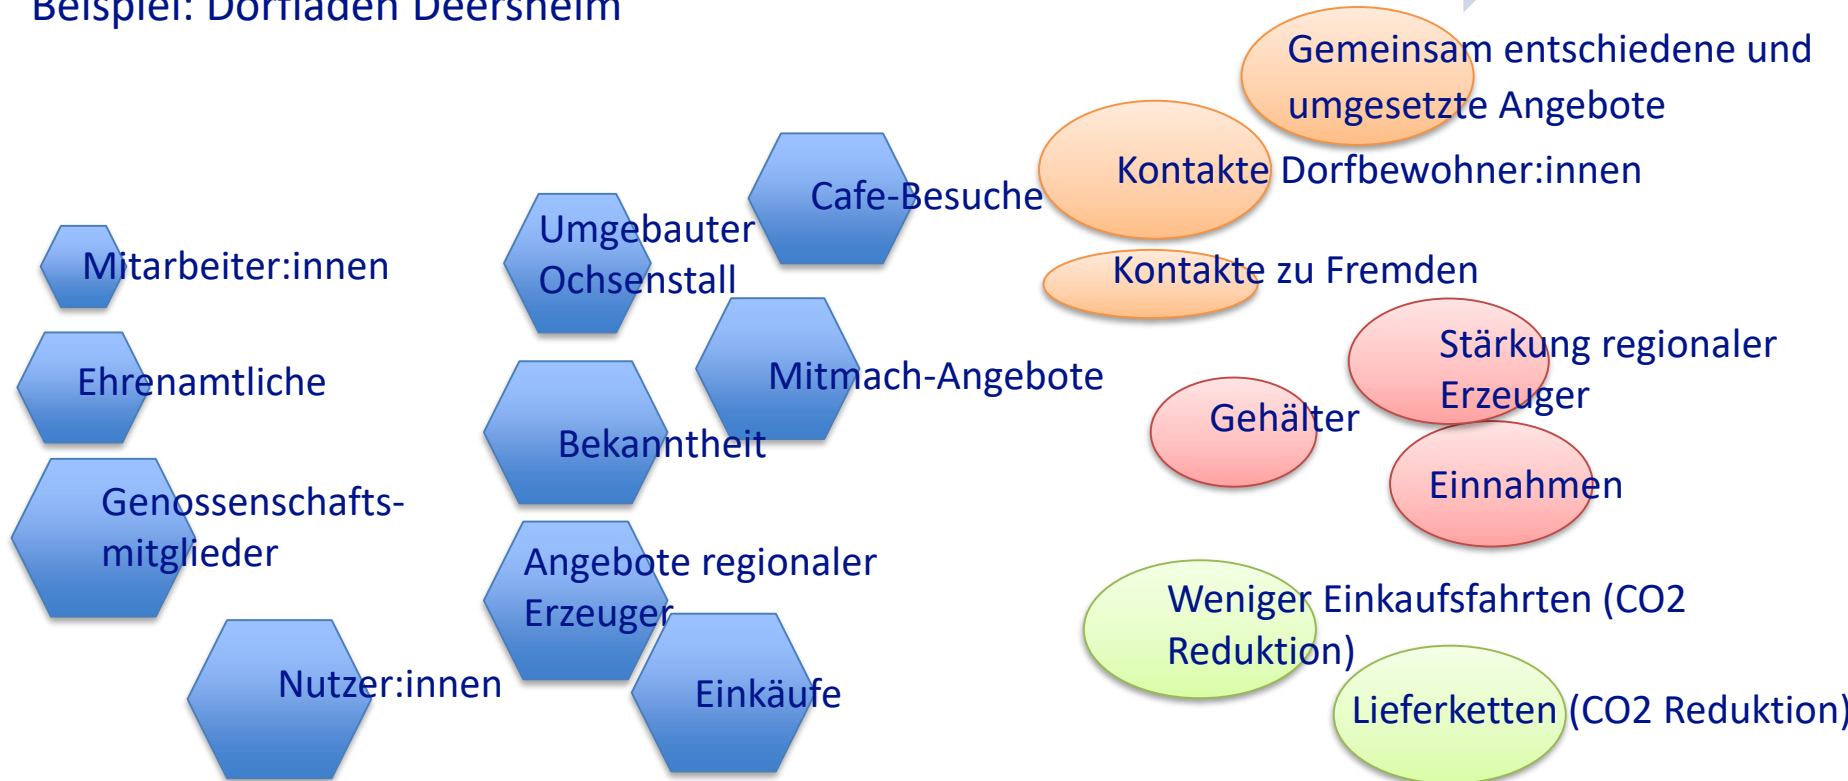 Beispiel: Dorfladen Deersheim
Gemeinsam entschiedene und
umgesetzte Angebote
Kontakte Dorfbewohner:innen
Cafe-Besuche
Umgebauter
Ochsenstall
Mitarbeiter:innen
Kontakte zu Fremden
Stärkung regionaler
Erzeuger
Ehrenamtliche
Mitmach-Angebote
Gehälter
Bekanntheit
Einnahmen
Genossenschafts-
mitglieder
Angebote regionaler
Erzeuger
Weniger Einkaufsfahrten (CO2
Reduktion)
Nutzer:innen
Einkäufe
Lieferketten (CO2 Reduktion)